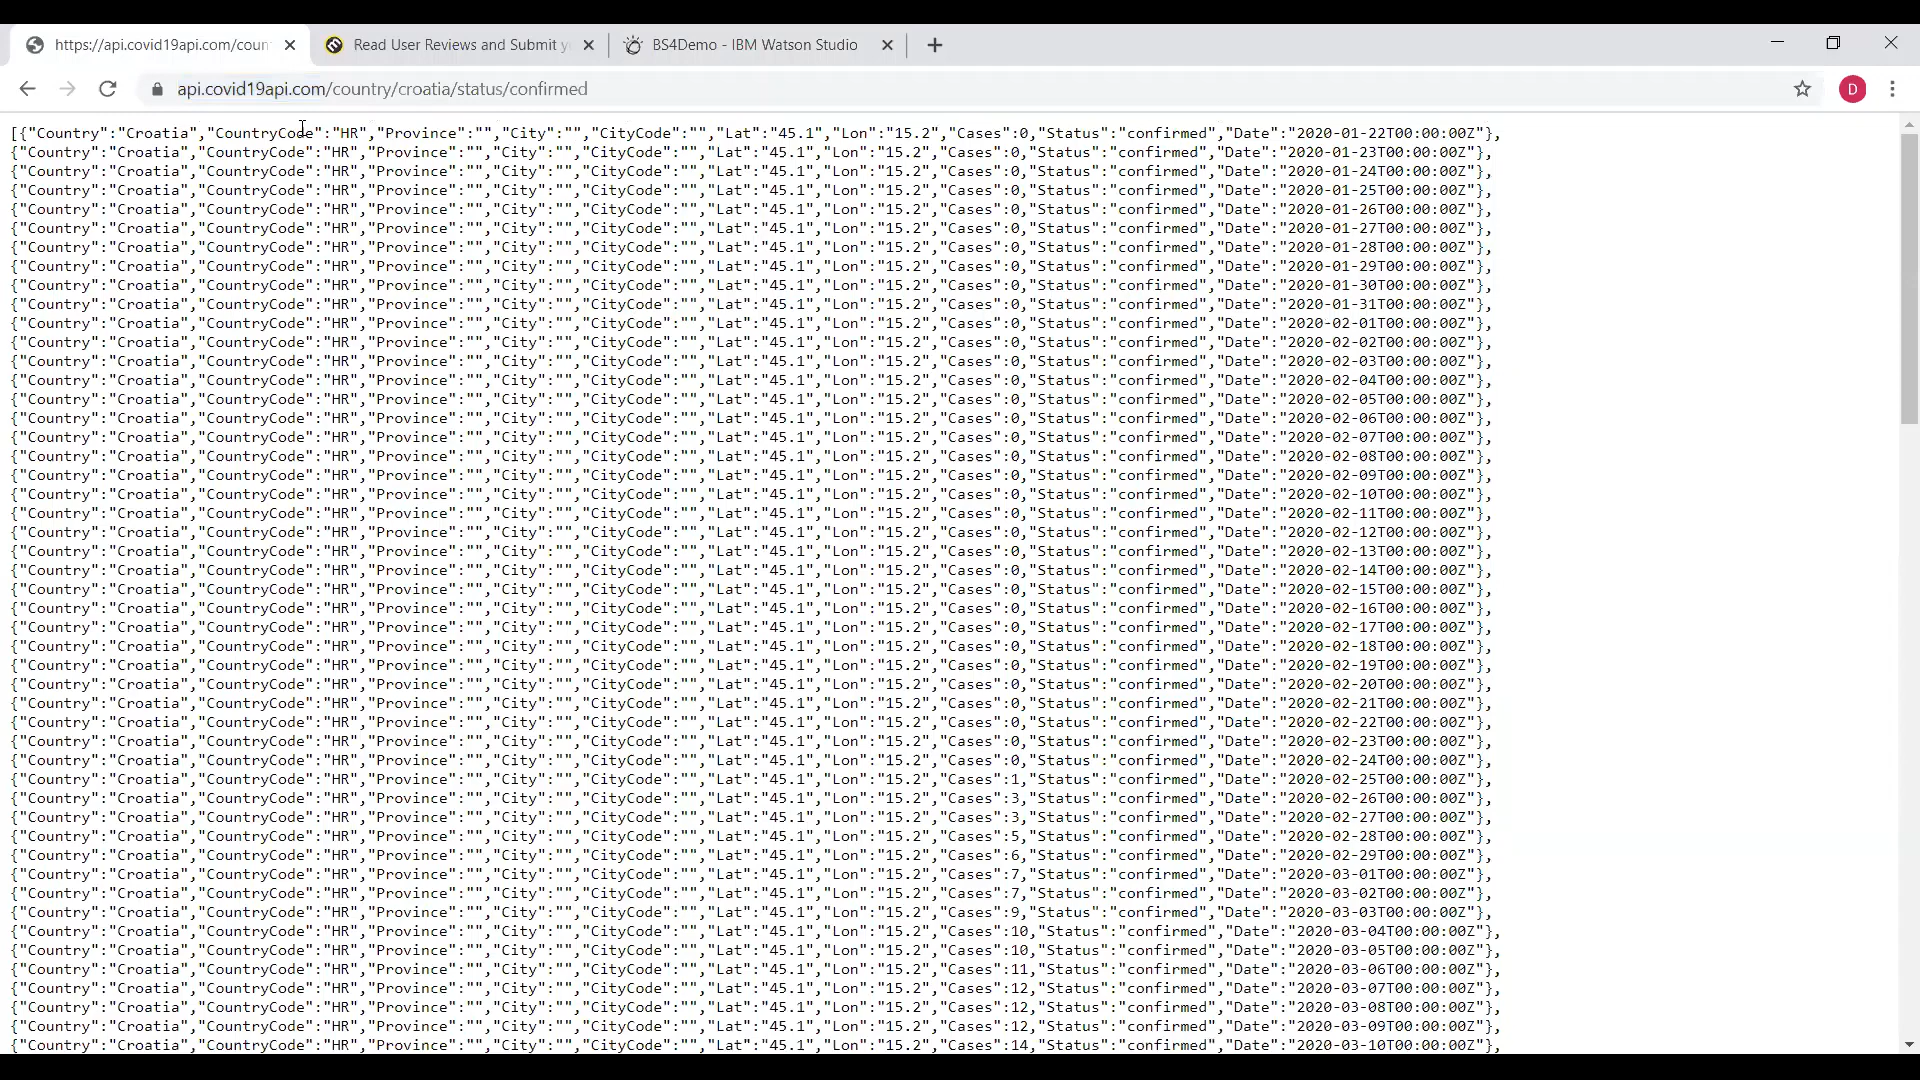 https://api.covid19api.com/coun
Read User Reviews and Submit y
BS4Demo - IBM Watson Studio
api.covid19api.com/country/croatia/status/confirmed
D
[{"Country":"Croatia","CountryCode":"HR","Province":"","City":"","CityCode":"","Lat":"45.1","Lon":"15.2","Cases":0,"Status":"confirmed","Date":"2020-01-22T00:00:00Z"},
{"Country":"Croatia","CountryCode":"HR","Province":"","City":"","CityCode":"","Lat":"45.1","Lon":"15.2","Cases":0,"Status":"confirmed","Date":"2020-01-23T00:00:00Z"},
{"Country":"Croatia","CountryCode":"HR","Province":"","City":"","CityCode":"","Lat":"45.1","Lon":"15.2","Cases":0,"Status":"confirmed","Date":"2020-01-24T00:00:00Z"},
{"Country":"Croatia","CountryCode":"HR","Province":"","City":"","CityCode":"","Lat":"45.1","Lon":"15.2","Cases":0,"Status":"confirmed","Date":"2020-01-25T00:00:00Z"},
{"Country":"Croatia","CountryCode":"HR","Province":"","City":"","CityCode":"","Lat":"45.1","Lon":"15.2","Cases":0,"Status":"confirmed","Date":"2020-01-26T00:00:00Z"},
{"Country":"Croatia","CountryCode":"HR","Province":"","City":"","CityCode":"","Lat":"45.1","Lon":"15.2","Cases":0,"Status":"confirmed","Date":"2020-01-27T00:00:00Z"},
{"Country":"Croatia","CountryCode":"HR","Province":"","City":"","CityCode":"","Lat":"45.1","Lon":"15.2","Cases":0,"Status":"confirmed","Date":"2020-01-28T00:00:00Z"},
{"Country":"Croatia","CountryCode":"HR","Province":"","City":"","CityCode":"","Lat":"45.1","Lon":"15.2","Cases":0,"Status":"confirmed","Date":"2020-01-29T00:00:00Z"},
{"Country":"Croatia","CountryCode":"HR","Province":"","City":"","CityCode":"","Lat":"45.1","Lon":"15.2","Cases":0,"Status":"confirmed","Date":"2020-01-30T00:00:00Z"},
{"Country":"Croatia","CountryCode":"HR","Province":"","City":"","CityCode":"","Lat":"45.1","Lon":"15.2","Cases":0,"Status":"confirmed","Date":"2020-01-31T00:00:00Z"},
{"Country":"Croatia","CountryCode":"HR","Province":"","City":"","CityCode":"","Lat":"45.1","Lon":"15.2","Cases":0,"Status":"confirmed","Date":"2020-02-01T00:00:00Z"},
{"Country":"Croatia","CountryCode":"HR","Province":"","City":"","CityCode":"","Lat":"45.1","Lon":"15.2","Cases":0,"Status":"confirmed","Date":"2020-02-02T00:00:00Z"},
{"Country":"Croatia","CountryCode":"HR","Province":"","City":"","CityCode":"","Lat":"45.1","Lon":"15.2","Cases":0,"Status":"confirmed","Date":"2020-02-03T00:00:00Z"},
{"Country":"Croatia","CountryCode":"HR","Province":"","City":"","CityCode":"","Lat":"45.1","Lon":"15.2","Cases":0,"Status":"confirmed","Date":"2020-02-04T00:00:00Z"},
{"Country":"Croatia","CountryCode":"HR","Province":"","City":"","CityCode":"","Lat":"45.1","Lon":"15.2","Cases":0,"Status":"confirmed","Date":"2020-02-05T00:00:00Z"},
{"Country":"Croatia","CountryCode":"HR","Province":"","City":"","CityCode":"","Lat":"45.1","Lon":"15.2","Cases":0,"Status":"confirmed","Date":"2020-02-06T00:00:00Z"},
{"Country":"Croatia","CountryCode":"HR","Province":"","City":"","CityCode":"","Lat":"45.1","Lon":"15.2","Cases":0,"Status":"confirmed","Date":"2020-02-07T00:00:00Z"},
{"Country":"Croatia","CountryCode":"HR","Province":"","City":"","CityCode":"","Lat":"45.1","Lon":"15.2","Cases":0,"Status":"confirmed","Date":"2020-02-08T00:00:00Z"},
{"Country":"Croatia","CountryCode":"HR","Province":"","City":"","CityCode":"","Lat":"45.1","Lon":"15.2","Cases":0,"Status":"confirmed","Date":"2020-02-09T00:00:00Z"},
{"Country":"Croatia","CountryCode":"HR","Province":"","City":"","CityCode":"","Lat":"45.1","Lon":"15.2","Cases":0,"Status":"confirmed","Date":"2020-02-10T00:00:00Z"},
{"Country":"Croatia","CountryCode":"HR","Province":"","City":"","CityCode":"","Lat":"45.1","Lon":"15.2","Cases":0,"Status":"confirmed","Date":"2020-02-11T00:00:00Z"},
{"Country":"Croatia","CountryCode":"HR","Province":"","City":"","CityCode":"","Lat":"45.1","Lon":"15.2","Cases":0,"Status":"confirmed","Date":"2020-02-12T00:00:00Z"},
{"Country":"Croatia","CountryCode":"HR","Province":"","City":"","CityCode":"","Lat":"45.1","Lon":"15.2","Cases":0,"Status":"confirmed","Date":"2020-02-13T00:00:00Z"},
{"Country":"Croatia","CountryCode":"HR","Province":"","City":"","CityCode":"","Lat":"45.1","Lon":"15.2","Cases":0,"Status":"confirmed","Date":"2020-02-14T00:00:00Z"},
{"Country":"Croatia","CountryCode":"HR","Province":"","City":"","CityCode":"","Lat":"45.1","Lon":"15.2","Cases":0,"Status":"confirmed","Date":"2020-02-15T00:00:00Z"},
{"Country":"Croatia","CountryCode":"HR","Province":"","City":"","CityCode":"","Lat":"45.1","Lon":"15.2","Cases":0,"Status":"confirmed","Date":"2020-02-16T00:00:00Z"},
{"Country":"Croatia","CountryCode":"HR","Province":"","City":"","CityCode":"","Lat":"45.1","Lon":"15.2","Cases":0,"Status":"confirmed","Date":"2020-02-17T00:00:00Z"},
{"Country":"Croatia","CountryCode":"HR","Province":"","City":"","CityCode":"","Lat":"45.1","Lon":"15.2","Cases":0,"Status":"confirmed","Date":"2020-02-18T00:00:00Z"},
{"Country":"Croatia","CountryCode":"HR","Province":"","City":"","CityCode":"","Lat":"45.1","Lon":"15.2","Cases":0,"Status":"confirmed","Date":"2020-02-19T00:00:00Z"},
{"Country":"Croatia","CountryCode":"HR","Province":"","City":"","CityCode":"","Lat":"45.1","Lon":"15.2","Cases":0,"Status":"confirmed","Date":"2020-02-20T00:00:00Z"},
{"Country":"Croatia","CountryCode":"HR","Province":"","City":"","CityCode":"","Lat":"45.1","Lon":"15.2","Cases":0,"Status":"confirmed","Date":"2020-02-21T00:00:00Z"},
{"Country":"Croatia","CountryCode":"HR","Province":"","City":"","CityCode":"","Lat":"45.1","Lon":"15.2","Cases":0,"Status":"confirmed","Date":"2020-02-22T00:00:00Z"},
{"Country":"Croatia","CountryCode":"HR","Province":"","City":"","CityCode":"","Lat":"45.1","Lon":"15.2","Cases":0,"Status":"confirmed","Date":"2020-02-23T00:00:00Z"},
{"Country":"Croatia","CountryCode":"HR","Province":"","City":"","CityCode":"","Lat":"45.1","Lon":"15.2","Cases":0,"Status":"confirmed","Date":"2020-02-24T00:00:00Z"},
{"Country":"Croatia","CountryCode":"HR","Province":"","City":"","CityCode":"","Lat":"45.1","Lon":"15.2","Cases":1,"Status":"confirmed","Date":"2020-02-25T00:00:00Z"},
{"Country":"Croatia","CountryCode":"HR","Province":"","City":"","CityCode":"","Lat":"45.1","Lon":"15.2","Cases":3,"Status":"confirmed","Date":"2020-02-26T00:00:00Z"},
{"Country":"Croatia","CountryCode":"HR","Province":"","City":"","CityCode":"","Lat":"45.1","Lon":"15.2","Cases":3,"Status":"confirmed","Date":"2020-02-27T00:00:00Z"},
{"Country":"Croatia","CountryCode":"HR","Province":"","City":"","CityCode":"","Lat":"45.1","Lon":"15.2","Cases":5,"Status":"confirmed","Date":"2020-02-28T00:00:00Z"},
{"Country":"Croatia","CountryCode":"HR","Province":"","City":"","CityCode":"","Lat":"45.1","Lon":"15.2","Cases":6,"Status":"confirmed","Date":"2020-02-29T00:00:00Z"},
{"Country":"Croatia","CountryCode":"HR","Province":"","City":"","CityCode":"","Lat":"45.1","Lon":"15.2","Cases":7,"Status":"confirmed","Date":"2020-03-01T00:00:00Z"},
{"Country":"Croatia","CountryCode":"HR","Province":"","City":"","CityCode":"","Lat":"45.1","Lon":"15.2","Cases":7,"Status":"confirmed","Date":"2020-03-02T00:00:00Z"},
{"Country":"Croatia","CountryCode":"HR","Province":"","City":"","CityCode":"","Lat":"45.1","Lon":"15.2","Cases":9,"Status":"confirmed","Date":"2020-03-03T00:00:00Z"},
{"Country":"Croatia","CountryCode":"HR","Province":"","City":"","CityCode":"","Lat":"45.1","Lon":"15.2","Cases":10,"Status":"confirmed","Date":"2020-03-04T00:00:00Z"},
{"Country":"Croatia","CountryCode":"HR","Province":"","City":"","CityCode":"","Lat":"45.1","Lon":"15.2","Cases":10,"Status":"confirmed","Date":"2020-03-05T00:00:00Z"},
{"Country":"Croatia","CountryCode":"HR","Province":"","City":"","CityCode":"","Lat":"45.1","Lon":"15.2","Cases":11,"Status":"confirmed","Date":"2020-03-06T00:00:00Z"},
{"Country":"Croatia","CountryCode":"HR","Province":"","City":"","CityCode":"","Lat":"45.1","Lon":"15.2","Cases":12,"Status":"confirmed","Date":"2020-03-07T00:00:00Z"},
{"Country":"Croatia","CountryCode":"HR","Province":"","City":"","CityCode":"","Lat":"45.1","Lon":"15.2","Cases":12,"Status":"confirmed","Date":"2020-03-08T00:00:00Z"},
{"Country":"Croatia","CountryCode":"HR","Province":"","City":"","CityCode":"","Lat":"45.1","Lon":"15.2","Cases":12,"Status":"confirmed","Date":"2020-03-09T00:00:00Z"},
{"Country":"Croatia","CountryCode":"HR","Province":"","City":"","CityCode":"","Lat":"45.1","Lon":"15.2","Cases":14,"Status":"confirmed","Date":"2020-03-10T00:00:00Z"},